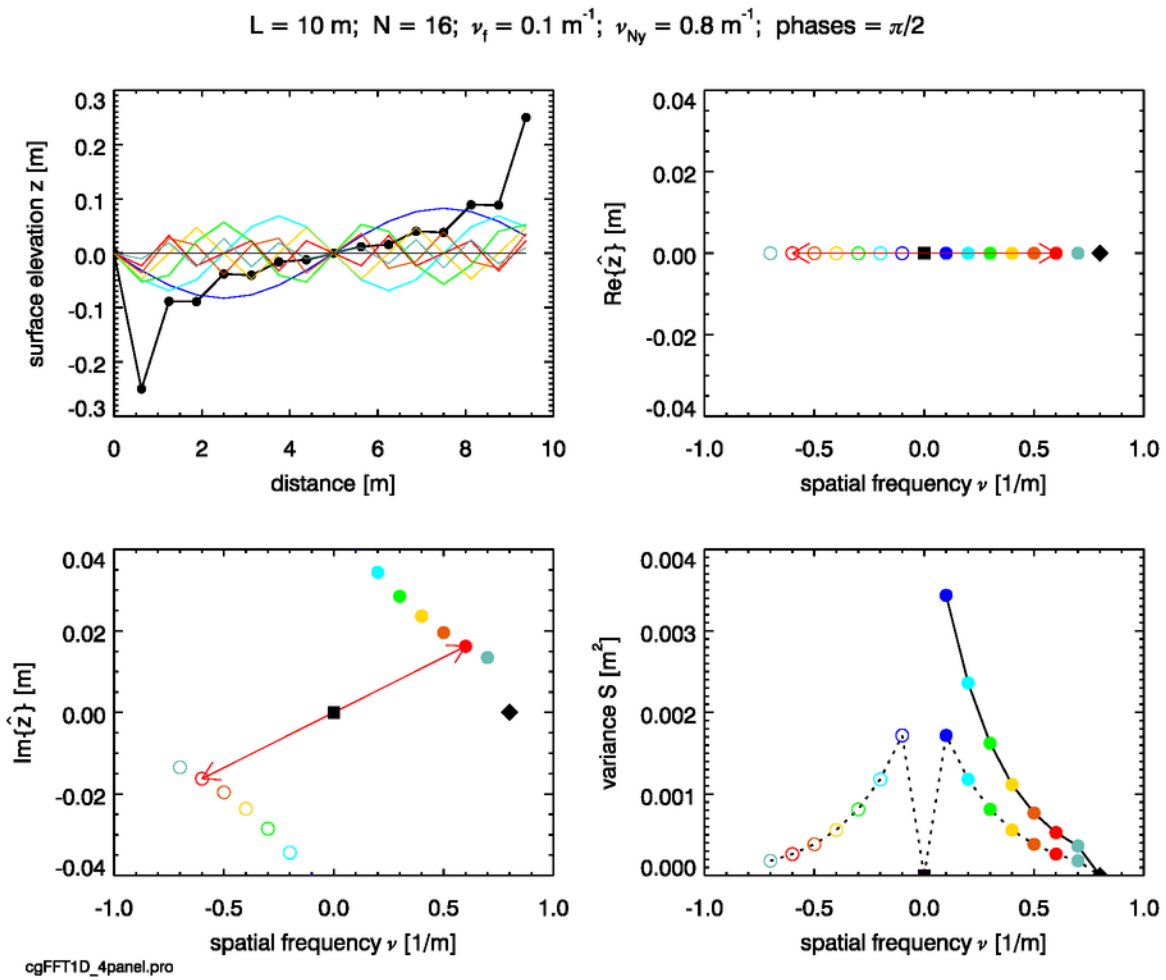 L = 10 m; N = 16; ν_f = 0.1 m⁻¹; ν_Ny = 0.8 m⁻¹; phases = π/2
0.3
0.2
0.1
0.0
-0.1
-0.2
-0.3
surface elevation z [m]
0 2 4 6 8 10
distance [m]
0.04
0.02
0.00
-0.02
-0.04
Re{ẑ} [m]
-1.0 -0.5 0.0 0.5 1.0
spatial frequency ν [1/m]
0.04
0.02
0.00
-0.02
-0.04
Im{ẑ} [m]
-1.0 -0.5 0.0 0.5 1.0
spatial frequency ν [1/m]
0.004
0.003
0.002
0.001
0.000
variance S [m²]
-1.0 -0.5 0.0 0.5 1.0
spatial frequency ν [1/m]
cgFFT1D_4panel.pro